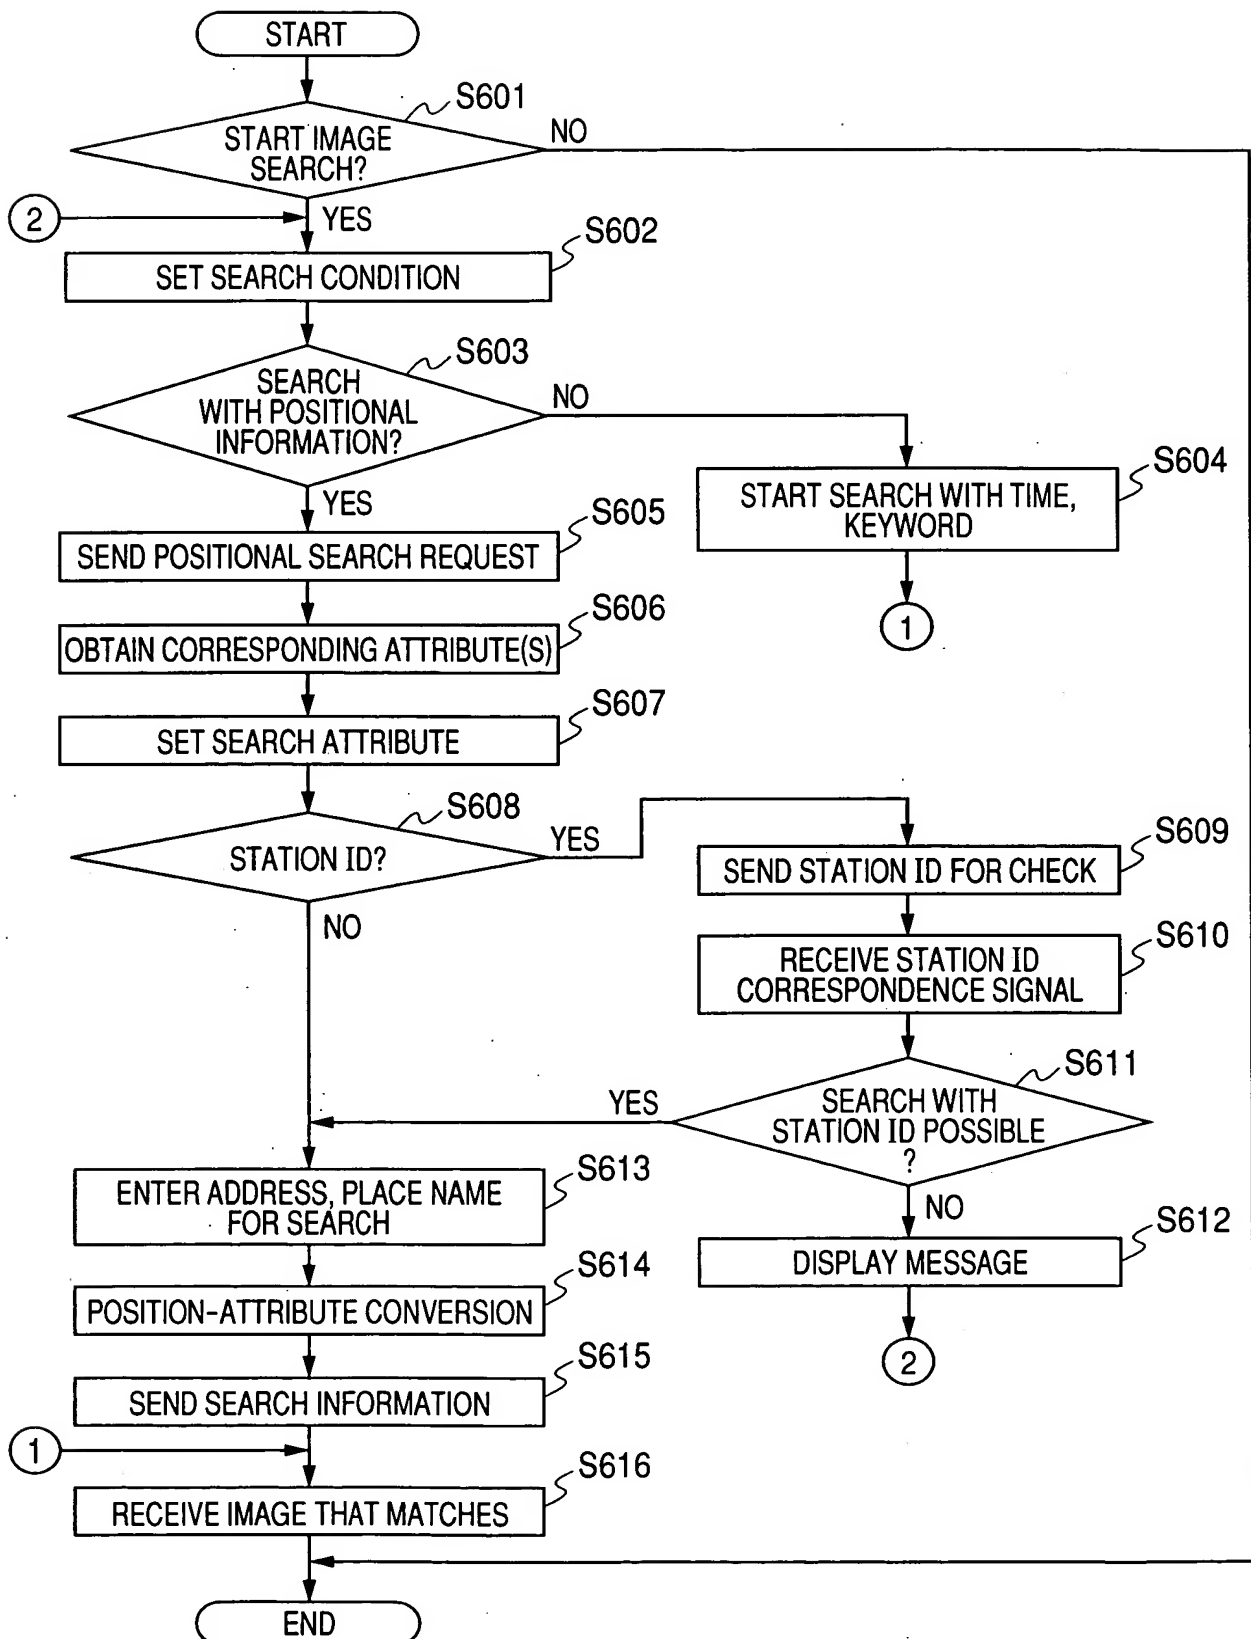 START
S601
START IMAGE
SEARCH?
NO
2
YES
S602
SET SEARCH CONDITION
S603
SEARCH
WITH POSITIONAL
INFORMATION?
NO
S604
START SEARCH WITH TIME,
KEYWORD
1
YES
S605
SEND POSITIONAL SEARCH REQUEST
S606
OBTAIN CORRESPONDING ATTRIBUTE(S)
S607
SET SEARCH ATTRIBUTE
S608
STATION ID?
YES
S609
SEND STATION ID FOR CHECK
NO
S610
RECEIVE STATION ID
CORRESPONDENCE SIGNAL
S611
SEARCH WITH
STATION ID POSSIBLE
?
YES
NO
S612
DISPLAY MESSAGE
2
S613
ENTER ADDRESS, PLACE NAME
FOR SEARCH
S614
POSITION-ATTRIBUTE CONVERSION
S615
SEND SEARCH INFORMATION
1
S616
RECEIVE IMAGE THAT MATCHES
END